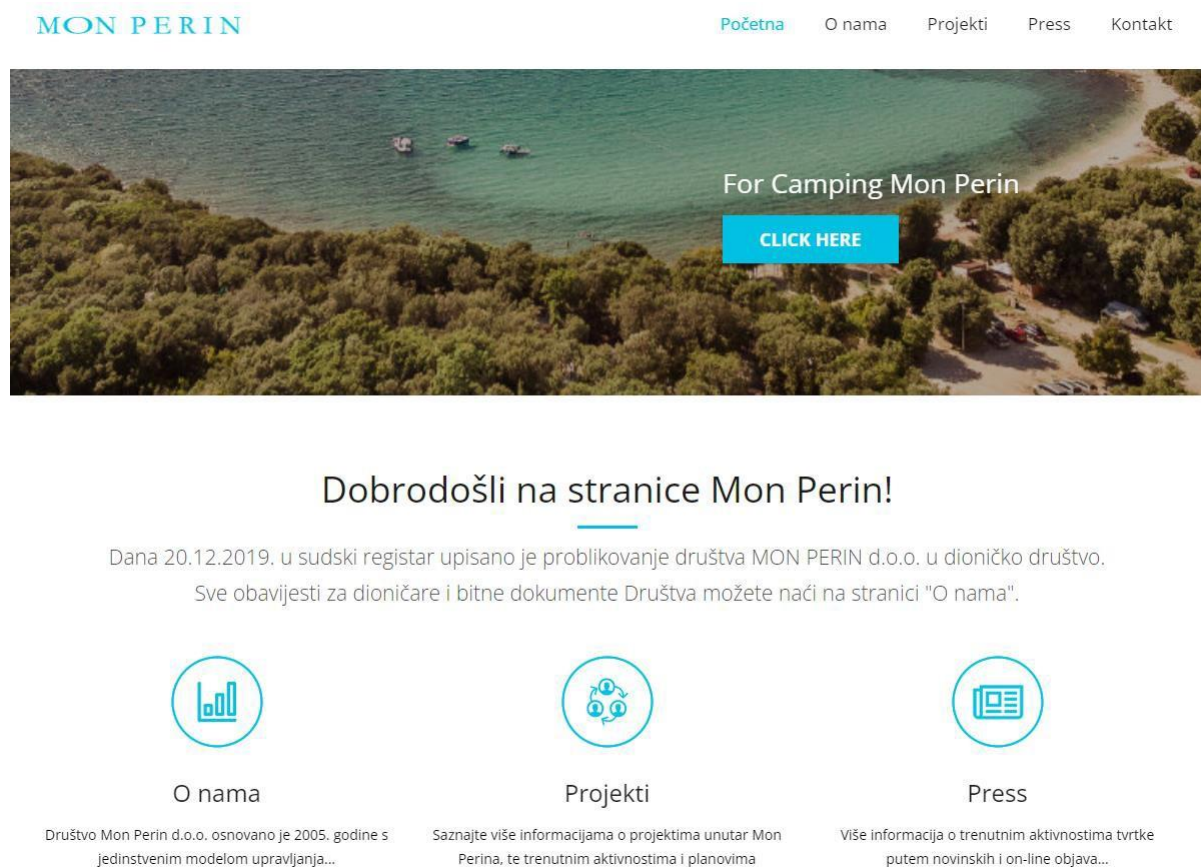 MON PERIN
Početna O nama Projekti Press Kontakt
For Camping Mon Perin
CLICK HERE
Dobrodošli na stranice Mon Perin!
Dana 20.12.2019. u sudski registar upisano je problikovanje društva MON PERIN d.o.o. u dioničko društvo.
Sve obavijesti za dioničare i bitne dokumente Društva možete naći na stranici "O nama".
O nama
Društvo Mon Perin d.o.o. osnovano je 2005. godine s
jedinstvenim modelom upravljanja...
Projekti
Saznajte više informacijama o projektima unutar Mon
Perina, te trenutnim aktivnostima i planovima
Press
Više informacija o trenutnim aktivnostima tvrtke
putem novinskih i on-line objava...